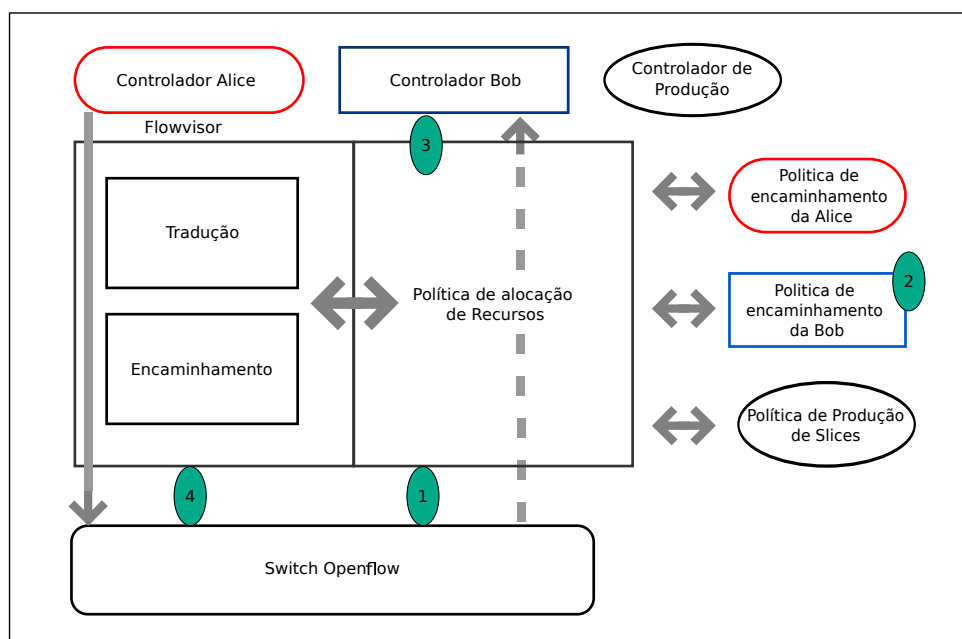 Controlador Alice
Controlador Bob
Controlador de
Produção
Flowvisor
3
Politica de
encaminhamento
da Alice
Tradução
2
Política de alocação
de Recursos
Politica de
encaminhamento
da Bob
Encaminhamento
Política de Produção
de Slices
4
1
Switch Openflow